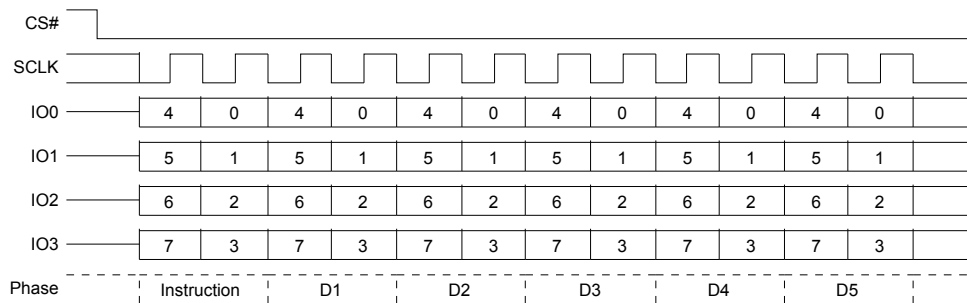 CS#
SCLK
IO0 4 0 4 0 4 0 4 0 4 0 4 0
IO1 5 1 5 1 5 1 5 1 5 1 5 1
IO2 6 2 6 2 6 2 6 2 6 2 6 2
IO3 7 3 7 3 7 3 7 3 7 3 7 3
Phase Instruction D1 D2 D3 D4 D5